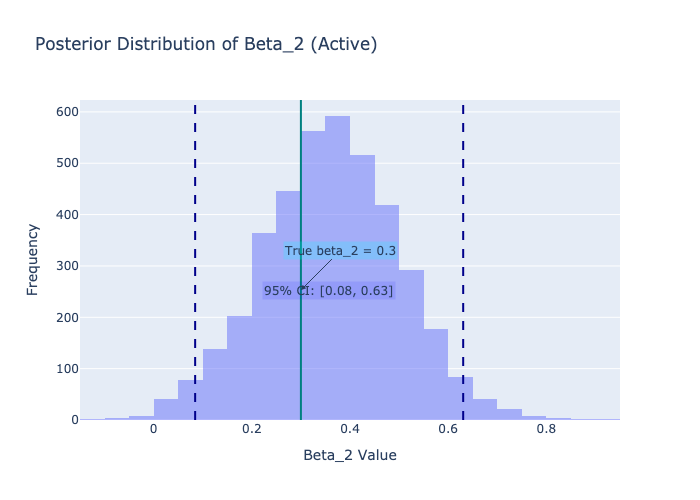 Posterior Distribution of Beta_2 (Active)
600
500
400
300
200
100
0
Frequency
True beta_2 = 0.3
95% CI: [0.08, 0.63]
0 0.2 0.4 0.6 0.8
Beta_2 Value